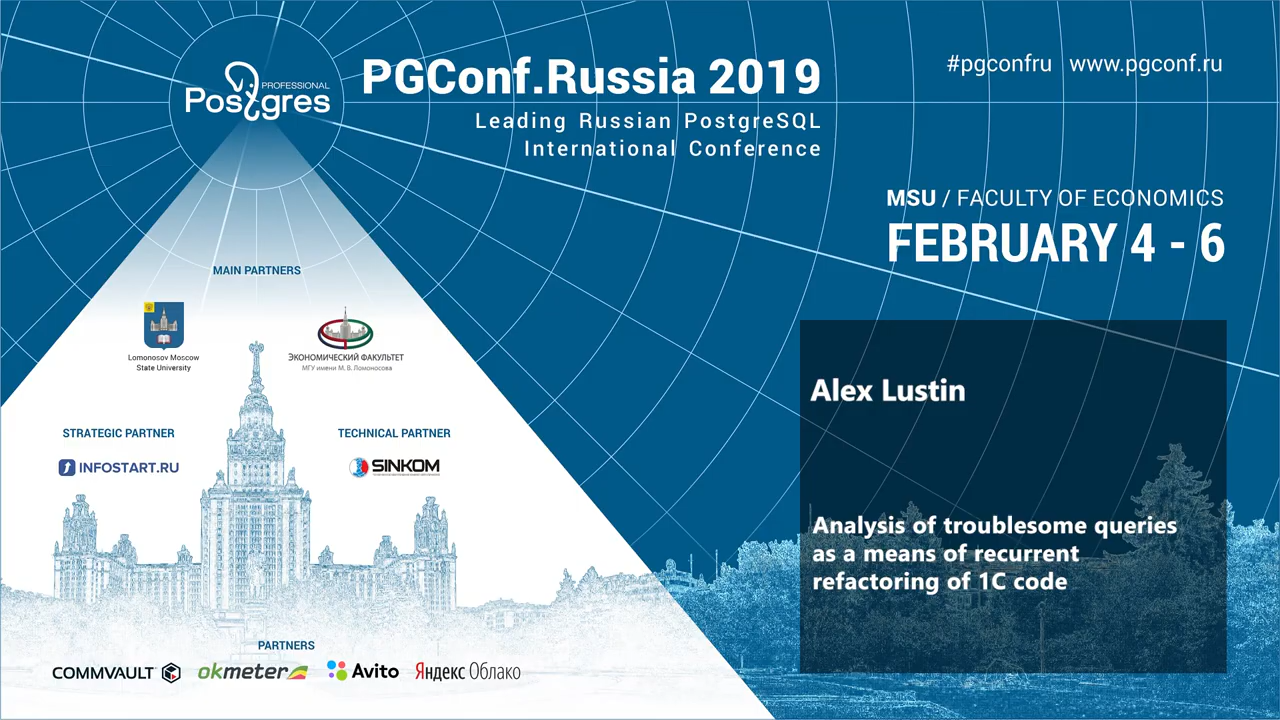 PROFESSIONAL
Postgres
PGConf.Russia 2019
Leading Russian PostgreSQL
International Conference
#pgconfru www.pgconf.ru
MSU / FACULTY OF ECONOMICS
FEBRUARY 4 - 6
MAIN PARTNERS
Lomonosov Moscow
State University
ЭКОНОМИЧЕСКИЙ ФАКУЛЬТЕТ
МГУ имени М. В. Ломоносова
STRATEGIC PARTNER
INFOSTART.RU
TECHNICAL PARTNER
SINKOM
Alex Lustin
Analysis of troublesome queries
as a means of recurrent
refactoring of 1C code
PARTNERS
COMMVAULT
okmeter
Avito
Яндекс Облако